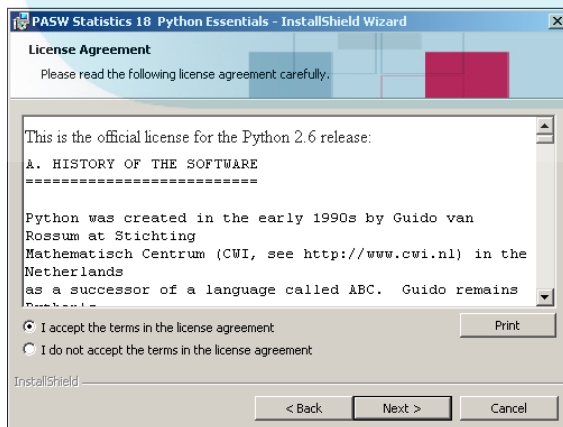 PASW Statistics 18 Python Essentials - InstallShield Wizard
License Agreement
Please read the following license agreement carefully.
This is the official license for the Python 2.6 release:
A. HISTORY OF THE SOFTWARE
==========================
Python was created in the early 1990s by Guido van
Rossum at Stichting
Mathematisch Centrum (CWI, see http://www.cwi.nl) in the
Netherlands
as a successor of a language called ABC.  Guido remains
Python's
I accept the terms in the license agreement
Print
I do not accept the terms in the license agreement
InstallShield
< Back
Next >
Cancel